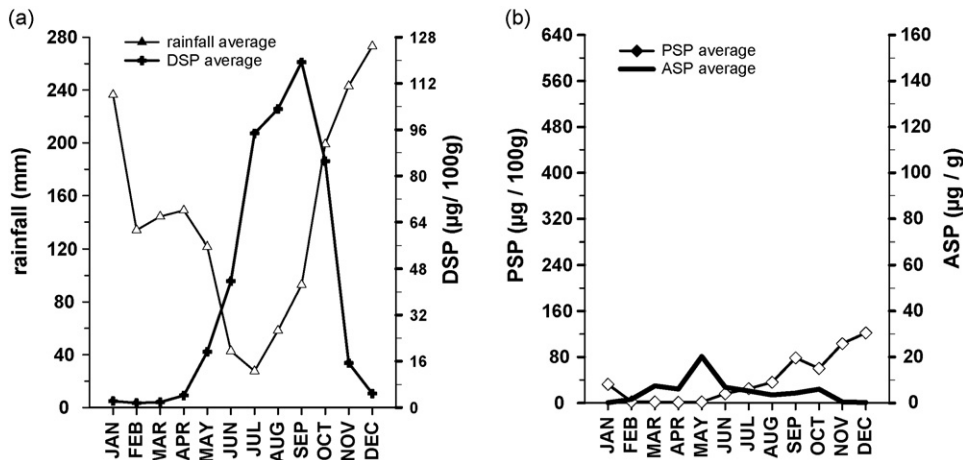 (a)
rainfall average
DSP average
280
240
200
160
120
80
40
0
rainfall (mm)
128
112
96
80
64
48
32
16
0
DSP (µg/ 100g)
JAN
FEB
MAR
APR
MAY
JUN
JUL
AUG
SEP
OCT
NOV
DEC
(b)
PSP average
ASP average
640
560
480
400
320
240
160
80
0
PSP (µg / 100g)
160
140
120
100
80
60
40
20
0
ASP (µg / g)
JAN
FEB
MAR
APR
MAY
JUN
JUL
AUG
SEP
OCT
NOV
DEC